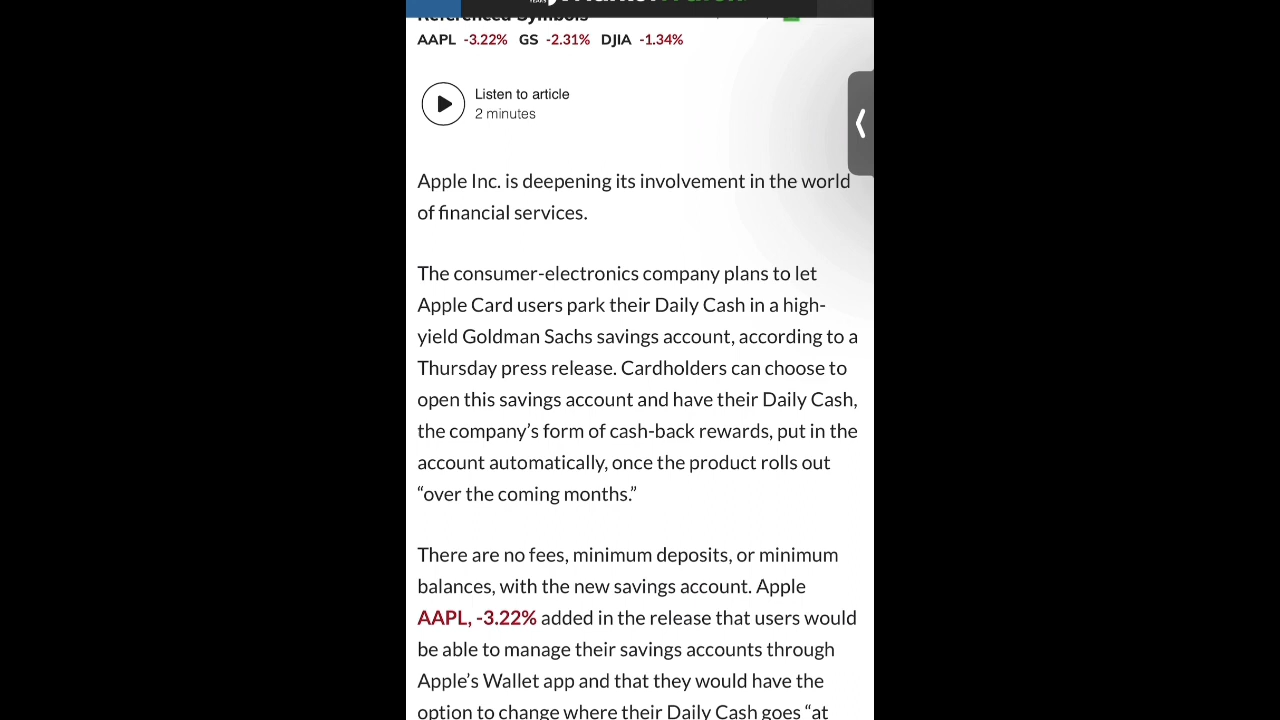 Referenced Symbols
AAPL -3.22% GS -2.31% DJIA -1.34%
Listen to article
2 minutes
Apple Inc. is deepening its involvement in the world
of financial services.
The consumer-electronics company plans to let
Apple Card users park their Daily Cash in a high-
yield Goldman Sachs savings account, according to a
Thursday press release. Cardholders can choose to
open this savings account and have their Daily Cash,
the company’s form of cash-back rewards, put in the
account automatically, once the product rolls out
“over the coming months.”
There are no fees, minimum deposits, or minimum
balances, with the new savings account. Apple
AAPL, -3.22% added in the release that users would
be able to manage their savings accounts through
Apple’s Wallet app and that they would have the
option to change where their Daily Cash goes “at